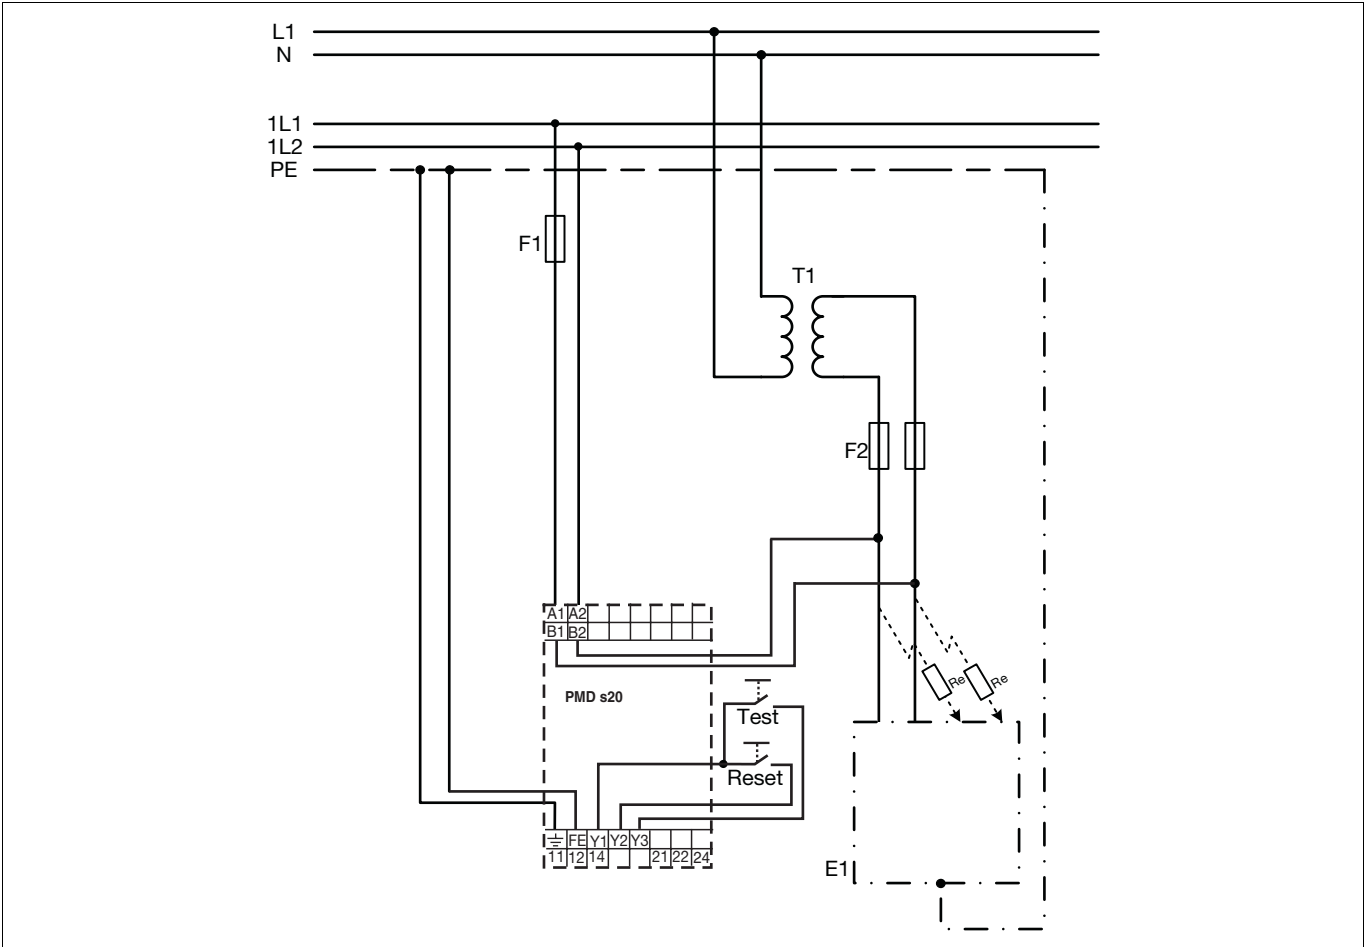 L1
N
1L1
1L2
PE
F1
T1
F2
A1 A2
B1 B2
Re Re
PMD s20
Test
Reset
FE Y1 Y2 Y3
11 12 14 21 22 24
E1